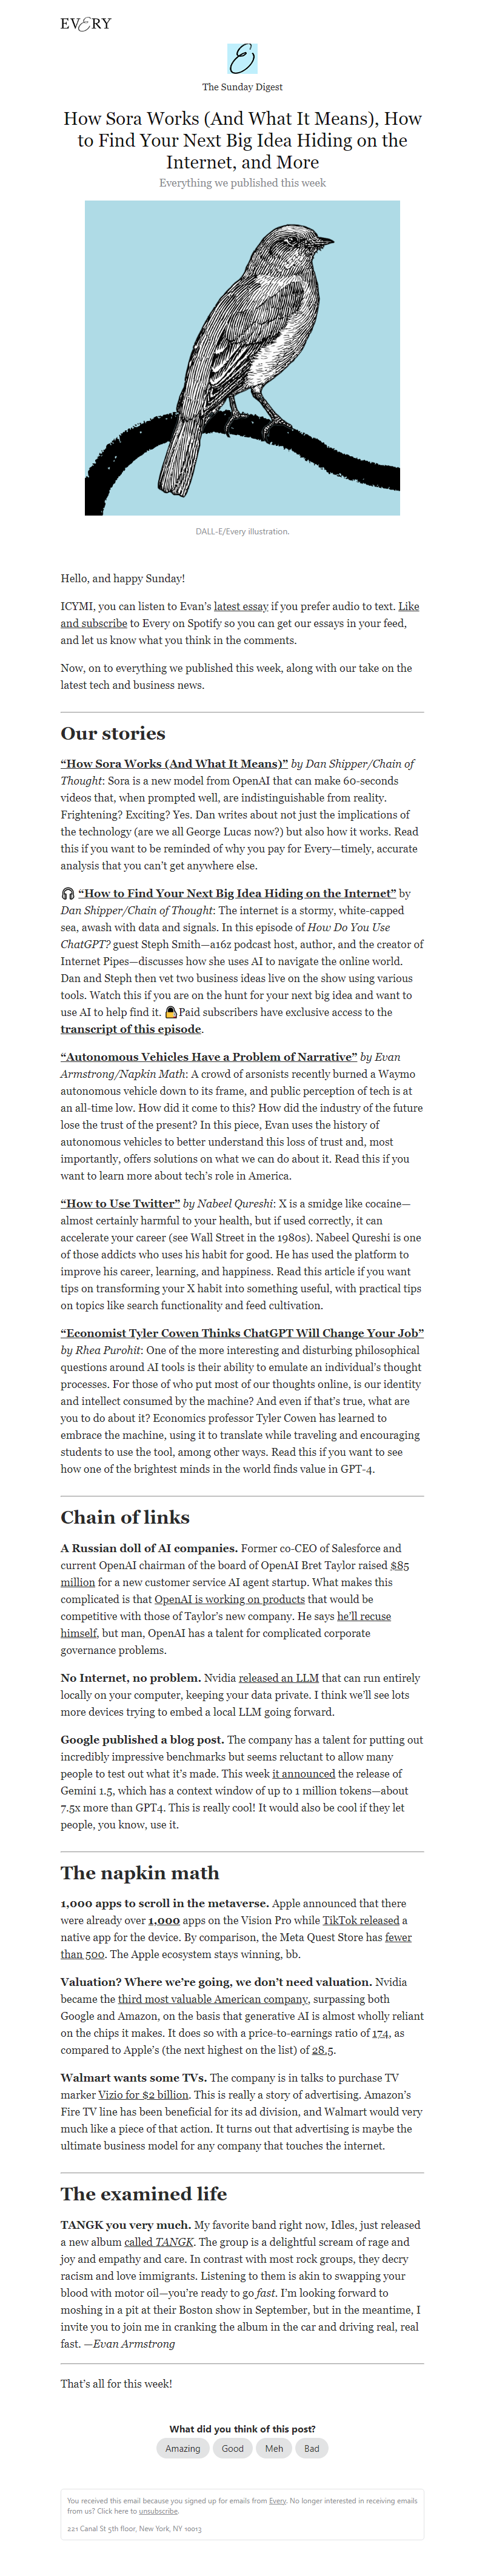 EVERY
The Sunday Digest
How Sora Works (And What It Means), How
to Find Your Next Big Idea Hiding on the
Internet, and More
Everything we published this week
DALL-E/Every illustration.
Hello, and happy Sunday!
ICYMI, you can listen to Evan’s latest essay if you prefer audio to text. Like
and subscribe to Every on Spotify so you can get our essays in your feed,
and let us know what you think in the comments.
Now, on to everything we published this week, along with our take on the
latest tech and business news.
Our stories
“How Sora Works (And What It Means)” by Dan Shipper/Chain of
Thought: Sora is a new model from OpenAI that can make 60-seconds
videos that, when prompted well, are indistinguishable from reality.
Frightening? Exciting? Yes. Dan writes about not just the implications of
the technology (are we all George Lucas now?) but also how it works. Read
this if you want to be reminded of why you pay for Every—timely, accurate
analysis that you can’t get anywhere else.
🎧 “How to Find Your Next Big Idea Hiding on the Internet” by
Dan Shipper/Chain of Thought: The internet is a stormy, white-capped
sea, awash with data and signals. In this episode of How Do You Use
ChatGPT? guest Steph Smith—a16z podcast host, author, and the creator of
Internet Pipes—discusses how she uses AI to navigate the online world.
Dan and Steph then vet two business ideas live on the show using various
tools. Watch this if you are on the hunt for your next big idea and want to
use AI to help find it. 🔒Paid subscribers have exclusive access to the
transcript of this episode.
“Autonomous Vehicles Have a Problem of Narrative” by Evan
Armstrong/Napkin Math: A crowd of arsonists recently burned a Waymo
autonomous vehicle down to its frame, and public perception of tech is at
an all-time low. How did it come to this? How did the industry of the future
lose the trust of the present? In this piece, Evan uses the history of
autonomous vehicles to better understand this loss of trust and, most
importantly, offers solutions on what we can do about it. Read this if you
want to learn more about tech’s role in America.
“How to Use Twitter” by Nabeel Qureshi: X is a smidge like cocaine—
almost certainly harmful to your health, but if used correctly, it can
accelerate your career (see Wall Street in the 1980s). Nabeel Qureshi is one
of those addicts who uses his habit for good. He has used the platform to
improve his career, learning, and happiness. Read this article if you want
tips on transforming your X habit into something useful, with practical tips
on topics like search functionality and feed cultivation.
“Economist Tyler Cowen Thinks ChatGPT Will Change Your Job”
by Rhea Purohit: One of the more interesting and disturbing philosophical
questions around AI tools is their ability to emulate an individual’s thought
processes. For those of who put most of our thoughts online, is our identity
and intellect consumed by the machine? And even if that’s true, what are
you to do about it? Economics professor Tyler Cowen has learned to
embrace the machine, using it to translate while traveling and encouraging
students to use the tool, among other ways. Read this if you want to see
how one of the brightest minds in the world finds value in GPT-4.
Chain of links
A Russian doll of AI companies. Former co-CEO of Salesforce and
current OpenAI chairman of the board of OpenAI Bret Taylor raised $85
million for a new customer service AI agent startup. What makes this
complicated is that OpenAI is working on products that would be
competitive with those of Taylor’s new company. He says he’ll recuse
himself, but man, OpenAI has a talent for complicated corporate
governance problems.
No Internet, no problem. Nvidia released an LLM that can run entirely
locally on your computer, keeping your data private. I think we’ll see lots
more devices trying to embed a local LLM going forward.
Google published a blog post. The company has a talent for putting out
incredibly impressive benchmarks but seems reluctant to allow many
people to test out what it’s made. This week it announced the release of
Gemini 1.5, which has a context window of up to 1 million tokens—about
7.5x more than GPT4. This is really cool! It would also be cool if they let
people, you know, use it.
The napkin math
1,000 apps to scroll in the metaverse. Apple announced that there
were already over 1,000 apps on the Vision Pro while TikTok released a
native app for the device. By comparison, the Meta Quest Store has fewer
than 500. The Apple ecosystem stays winning, bb.
Valuation? Where we’re going, we don’t need valuation. Nvidia
became the third most valuable American company, surpassing both
Google and Amazon, on the basis that generative AI is almost wholly reliant
on the chips it makes. It does so with a price-to-earnings ratio of 174, as
compared to Apple’s (the next highest on the list) of 28.5.
Walmart wants some TVs. The company is in talks to purchase TV
marker Vizio for $2 billion. This is really a story of advertising. Amazon’s
Fire TV line has been beneficial for its ad division, and Walmart would very
much like a piece of that action. It turns out that advertising is maybe the
ultimate business model for any company that touches the internet.
The examined life
TANGK you very much. My favorite band right now, Idles, just released
a new album called TANGK. The group is a delightful scream of rage and
joy and empathy and care. In contrast with most rock groups, they decry
racism and love immigrants. Listening to them is akin to swapping your
blood with motor oil—you’re ready to go fast. I’m looking forward to
moshing in a pit at their Boston show in September, but in the meantime, I
invite you to join me in cranking the album in the car and driving real, real
fast. —Evan Armstrong
That’s all for this week!
What did you think of this post?
Amazing Good Meh Bad
You received this email because you signed up for emails from Every. No longer interested in receiving emails
from us? Click here to unsubscribe.
221 Canal St 5th floor, New York, NY 10013